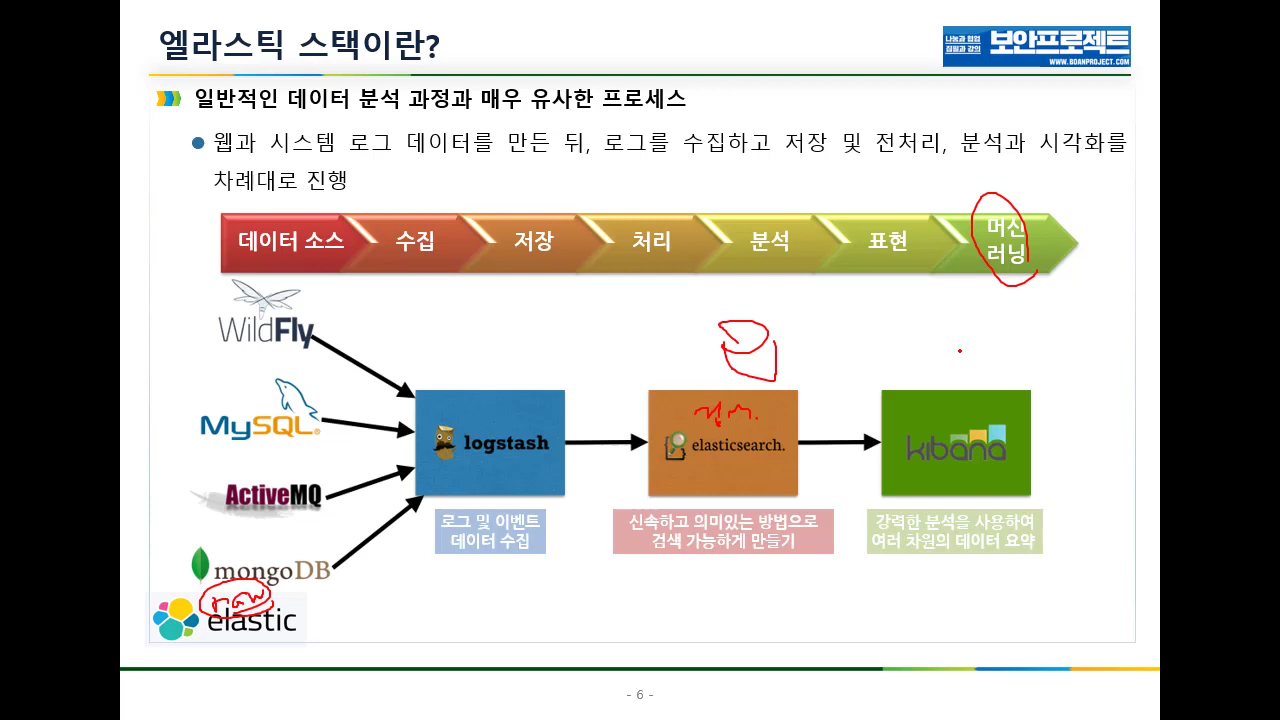 엘라스틱 스택이란?
나눔과 협업
집필과 강의
보안프로젝트
WWW.BOANPROJECT.COM
일반적인 데이터 분석 과정과 매우 유사한 프로세스
웹과 시스템 로그 데이터를 만든 뒤, 로그를 수집하고 저장 및 전처리, 분석과 시각화를
차례대로 진행
데이터 소스
수집
저장
처리
분석
표현
머신
러닝
WildFly
MySQL
ActiveMQ
mongoDB
logstash
elasticsearch.
kibana
로그 및 이벤트
데이터 수집
신속하고 의미있는 방법으로
검색 가능하게 만들기
강력한 분석을 사용하여
여러 차원의 데이터 요약
raw
elastic
- 6 -